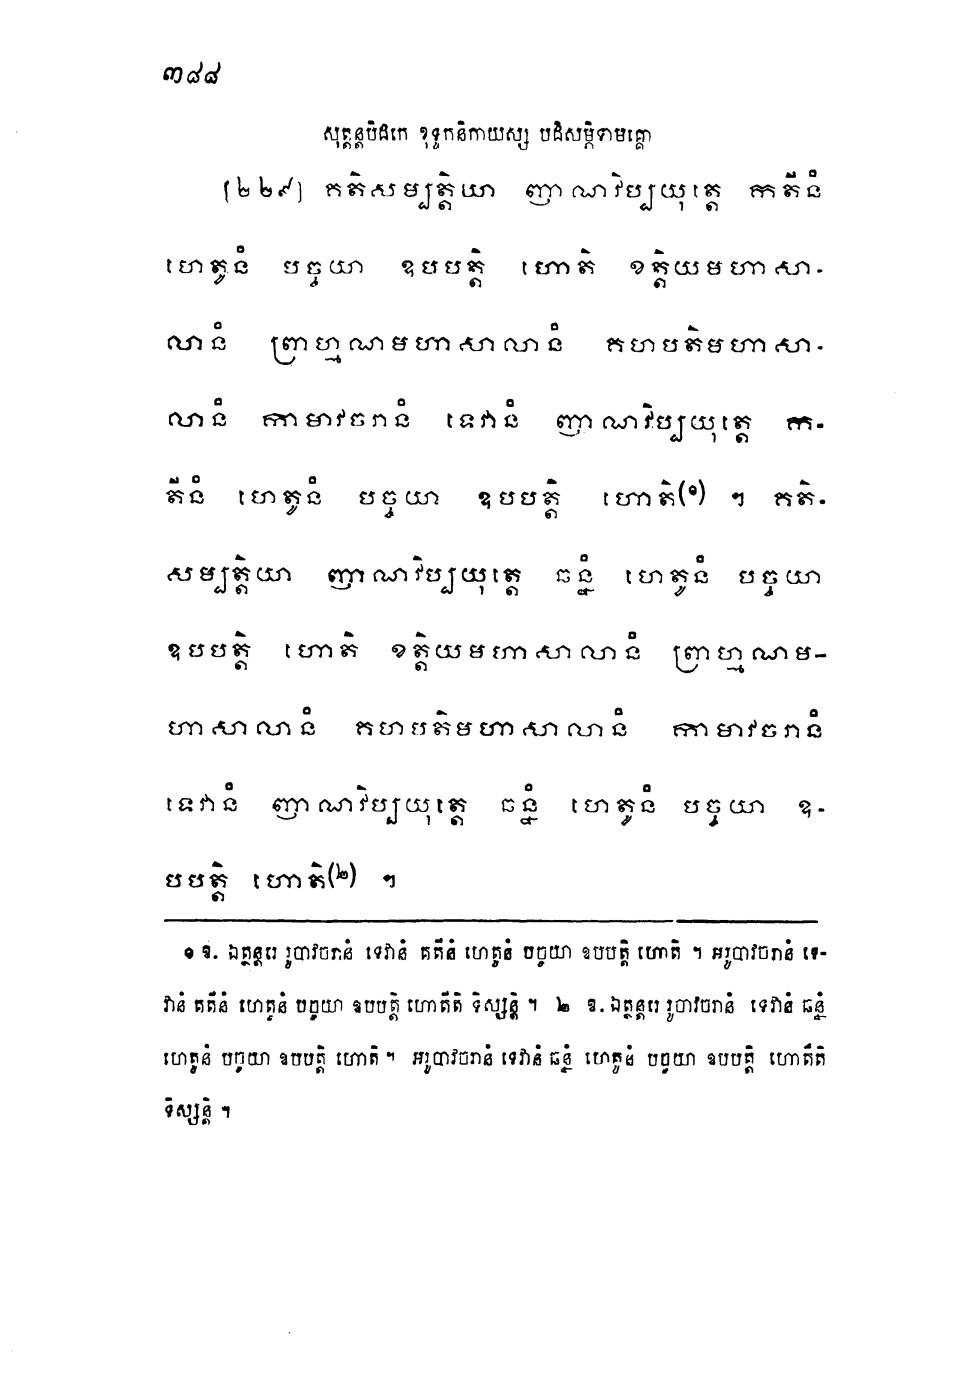 ៣៨៨
សុត្តន្តបិដកេ ខុទ្ទកនិកាយស្ស បដិសម្ភិទាមគ្គោ
[២២៩] កតិសម្បត្តិយា ញាណវិប្បយុត្តេ កតីនំ
ហេតូនំ បច្ចយា ឧបបត្តិ ហោតិ ខត្តិយមហាសា-
លានំ ព្រាហ្មណមហាសាលានំ គហបតិមហាសា-
លានំ កាមាវចរានំ ទេវានំ ញាណវិប្បយុត្តេ ក-
តីនំ ហេតូនំ បច្ចយា ឧបបត្តិ ហោតិ(១) ។ គតិ-
សម្បត្តិយា ញាណវិប្បយុត្តេ ឆន្នំ ហេតូនំ បច្ចយា
ឧបបត្តិ ហោតិ ខត្តិយមហាសាលានំ ព្រាហ្មណម-
ហាសាលានំ គហបតិមហាសាលានំ កាមាវចរានំ
ទេវានំ ញាណវិប្បយុត្តេ ឆន្នំ ហេតូនំ បច្ចយា ឧ-
បបត្តិ ហោតិ(២) ។
១ ឱ. ឯត្ថន្តរេ រូបាវចរានំ ទេវានំ កតីនំ ហេតូនំ បច្ចយា ឧបបត្តិ ហោតិ ។ អរូបាវចរានំ ទេ-
វានំ កតីនំ ហេតូនំ បច្ចយា ឧបបត្តិ ហោតីតិ ទិស្សន្តិ ។ ២ ឱ. ឯត្ថន្តរេ រូបាវចរានំ ទេវានំ ឆន្នំ
ហេតូនំ បច្ចយា ឧបបត្តិ ហោតិ ។ អរូបាវចរានំ ទេវានំ ឆន្នំ ហេតូនំ បច្ចយា ឧបបត្តិ ហោតីតិ
ទិស្សន្តិ ។